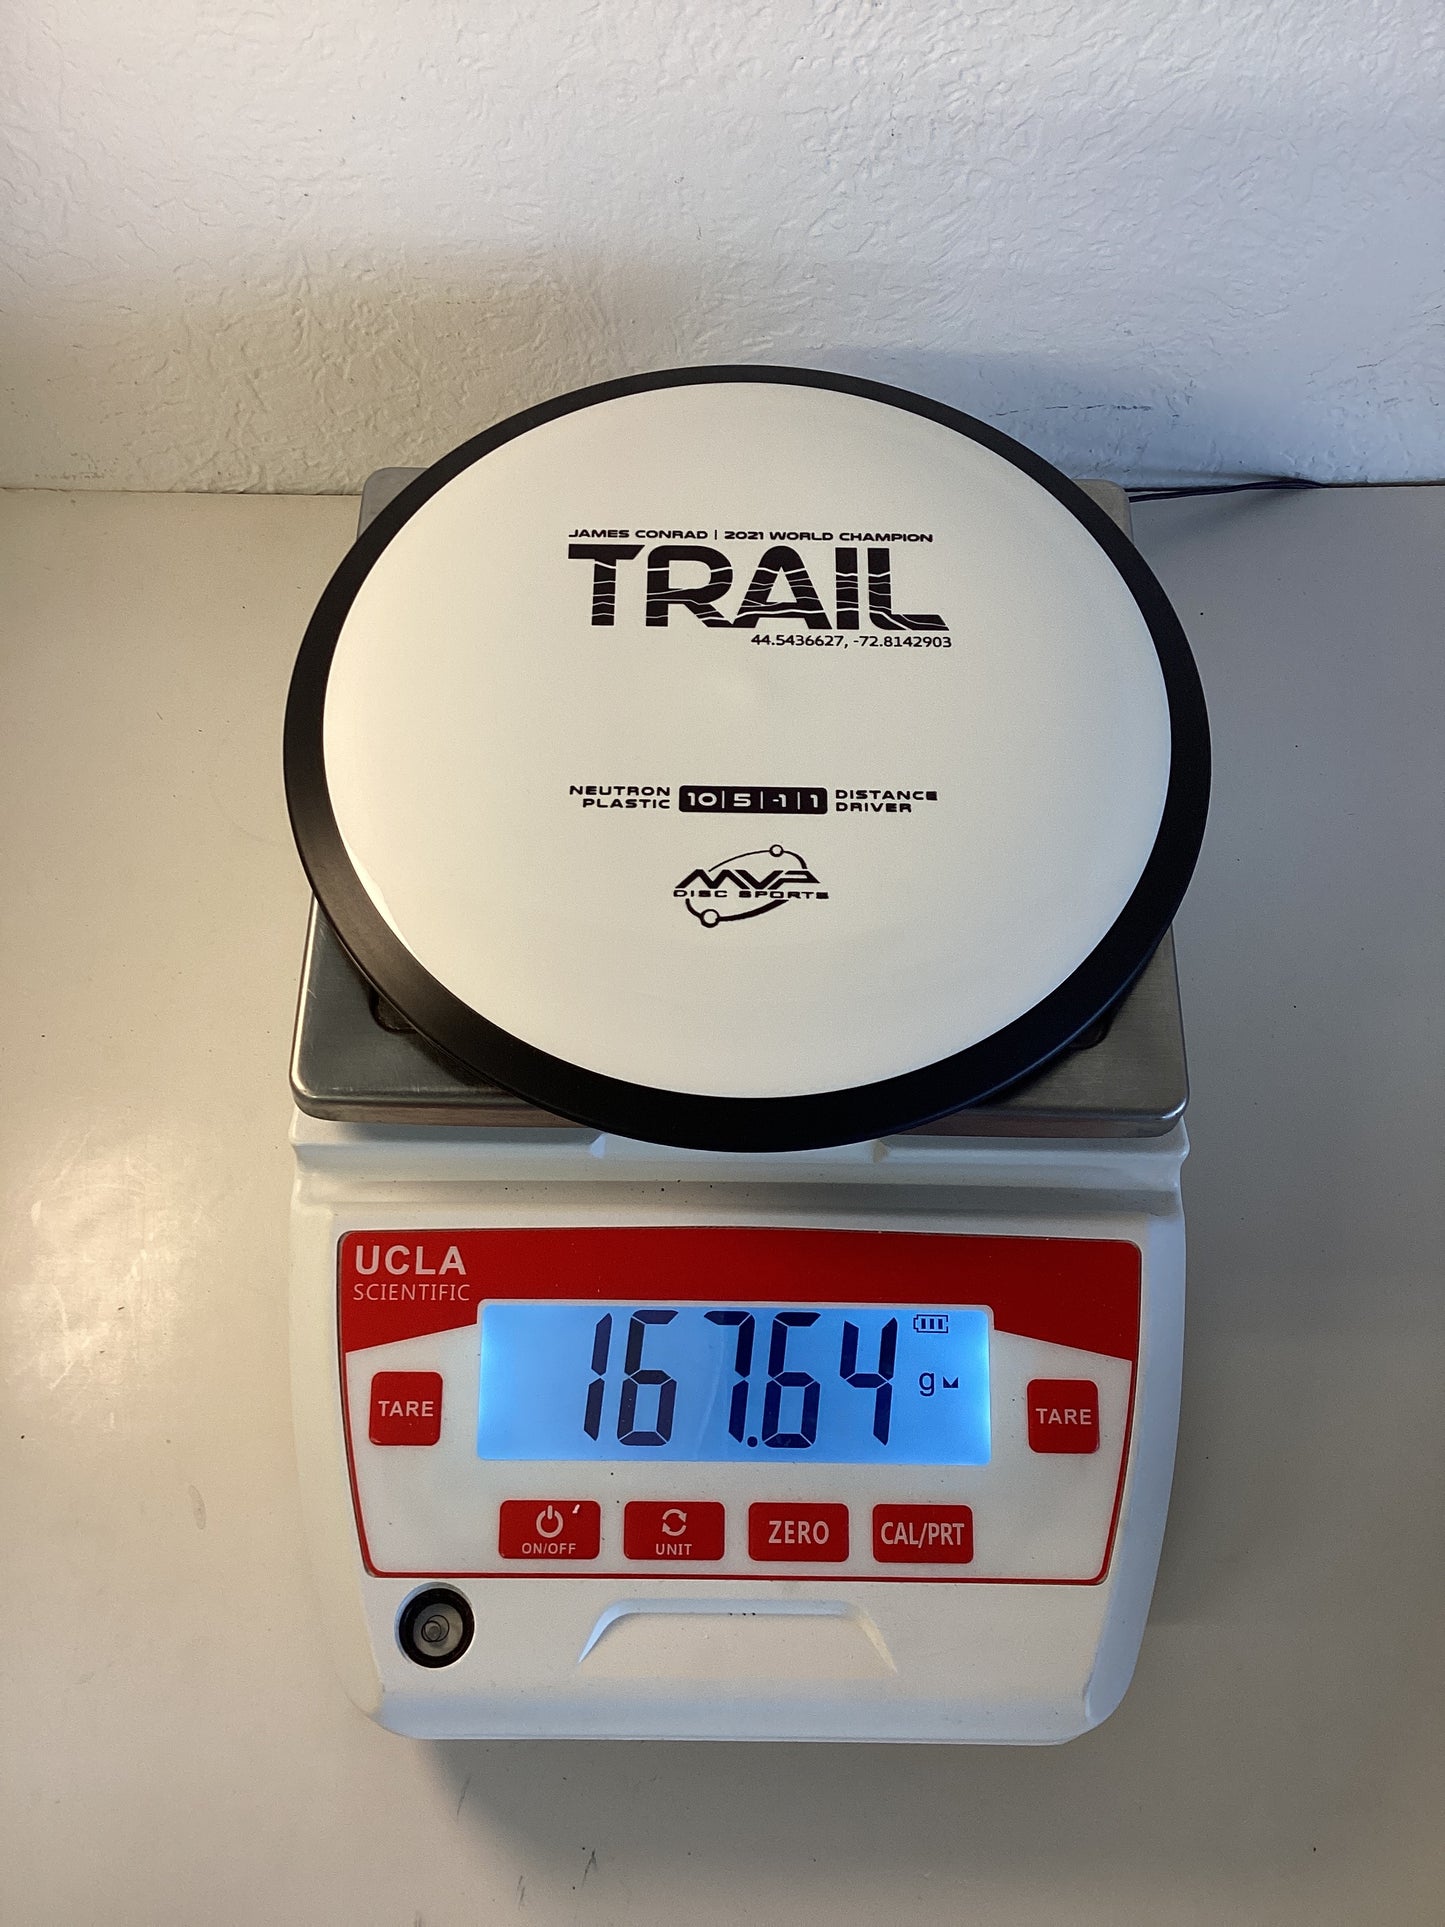 JAMES CONRAD | 2021 WORLD CHAMPION
TRAIL
44.5436627, -72.8142903
NEUTRON PLASTIC 10 | 5 | -1 | 1 DISTANCE DRIVER
MVP
DISC SPORTS
UCLA
SCIENTIFIC
167.64 g
TARE
TARE
ON/OFF
UNIT
ZERO
CAL/PRT